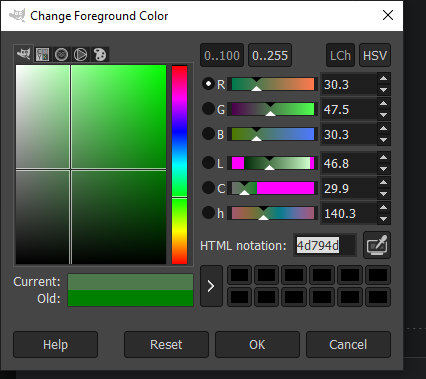 Change Foreground Color
0..100 0..255 LCh HSV
R 30.3
G 47.5
B 30.3
L 46.8
C 29.9
h 140.3
HTML notation: 4d794d
Current:
Old:
Help Reset OK Cancel